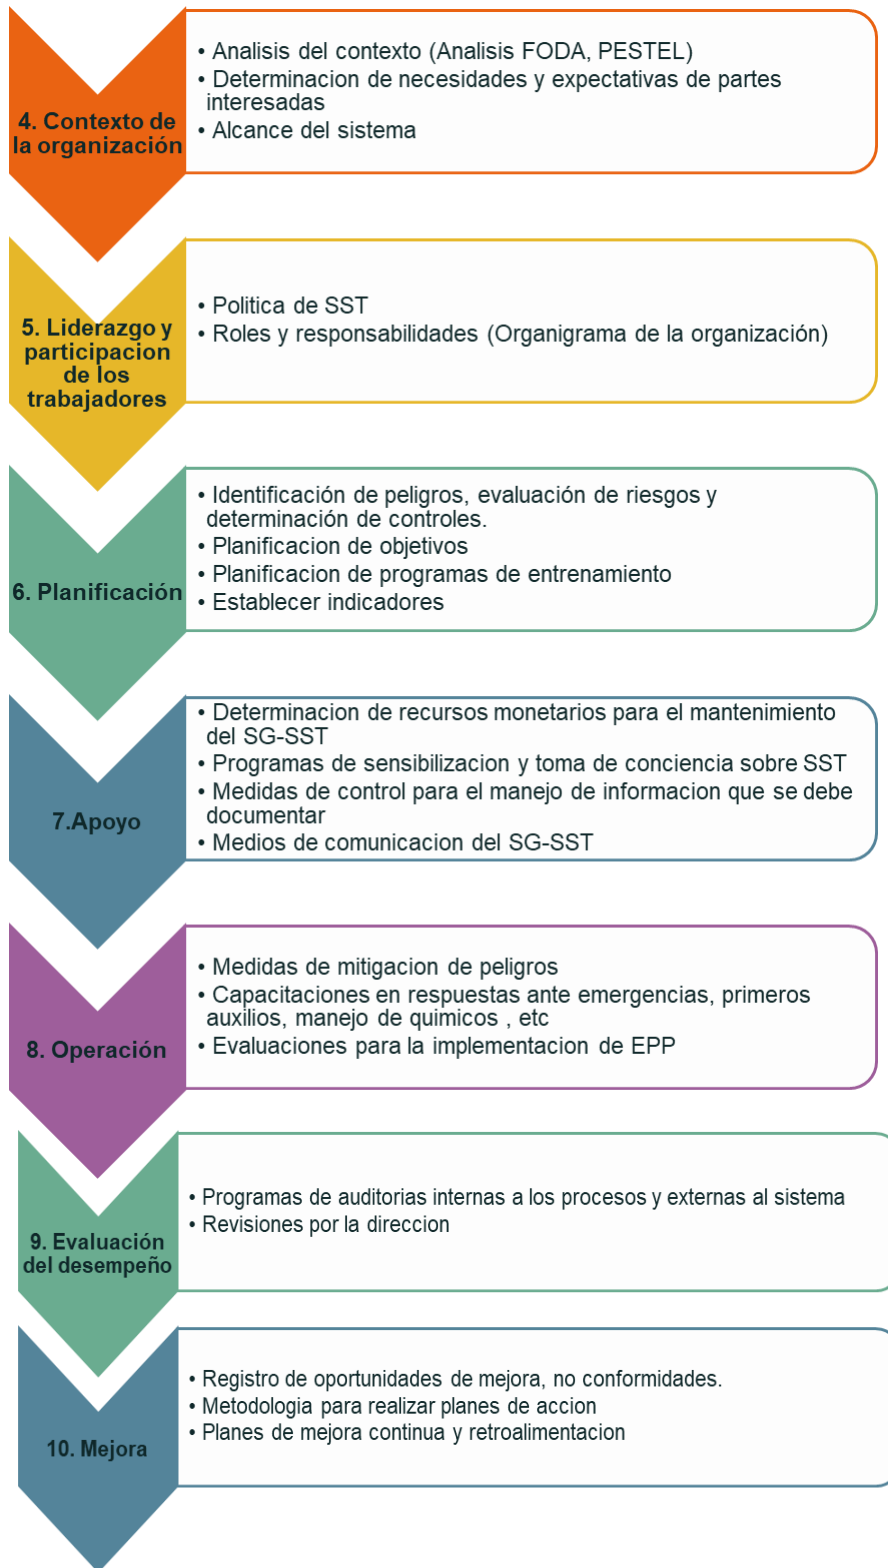 4. Contexto de
la organización
• Analisis del contexto (Analisis FODA, PESTEL)
• Determinacion de necesidades y expectativas de partes
interesadas
• Alcance del sistema
5. Liderazgo y
participacion
de los
trabajadores
• Politica de SST
• Roles y responsabilidades (Organigrama de la organización)
6. Planificación
• Identificación de peligros, evaluación de riesgos y
determinación de controles.
• Planificacion de objetivos
• Planificacion de programas de entrenamiento
• Establecer indicadores
7.Apoyo
• Determinacion de recursos monetarios para el mantenimiento
del SG-SST
• Programas de sensibilizacion y toma de conciencia sobre SST
• Medidas de control para el manejo de informacion que se debe
documentar
• Medios de comunicacion del SG-SST
8. Operación
• Medidas de mitigacion de peligros
• Capacitaciones en respuestas ante emergencias, primeros
auxilios, manejo de quimicos , etc
• Evaluaciones para la implementacion de EPP
9. Evaluación
del desempeño
• Programas de auditorias internas a los procesos y externas al sistema
• Revisiones por la direccion
10. Mejora
• Registro de oportunidades de mejora, no conformidades.
• Metodologia para realizar planes de accion
• Planes de mejora continua y retroalimentacion